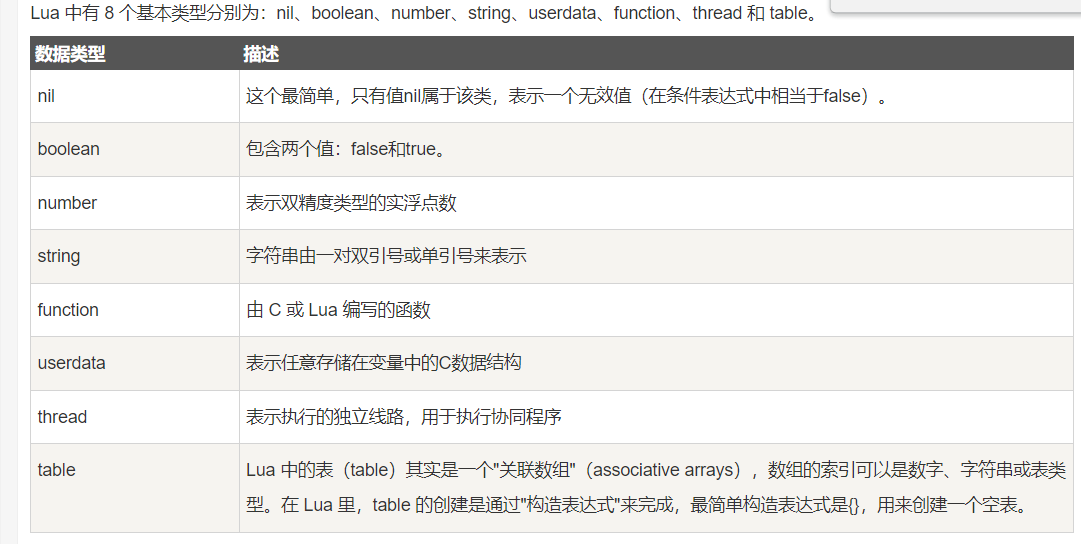 Lua 中有 8 个基本类型分别为：nil、boolean、number、string、userdata、function、thread 和 table。
数据类型 描述
nil 这个最简单，只有值nil属于该类，表示一个无效值（在条件表达式中相当于false）。
boolean 包含两个值：false和true。
number 表示双精度类型的实浮点数
string 字符串由一对双引号或单引号来表示
function 由 C 或 Lua 编写的函数
userdata 表示任意存储在变量中的C数据结构
thread 表示执行的独立线路，用于执行协同程序
table Lua 中的表（table）其实是一个"关联数组"（associative arrays），数组的索引可以是数字、字符串或表类
型。在 Lua 里，table 的创建是通过"构造表达式"来完成，最简单构造表达式是{}，用来创建一个空表。